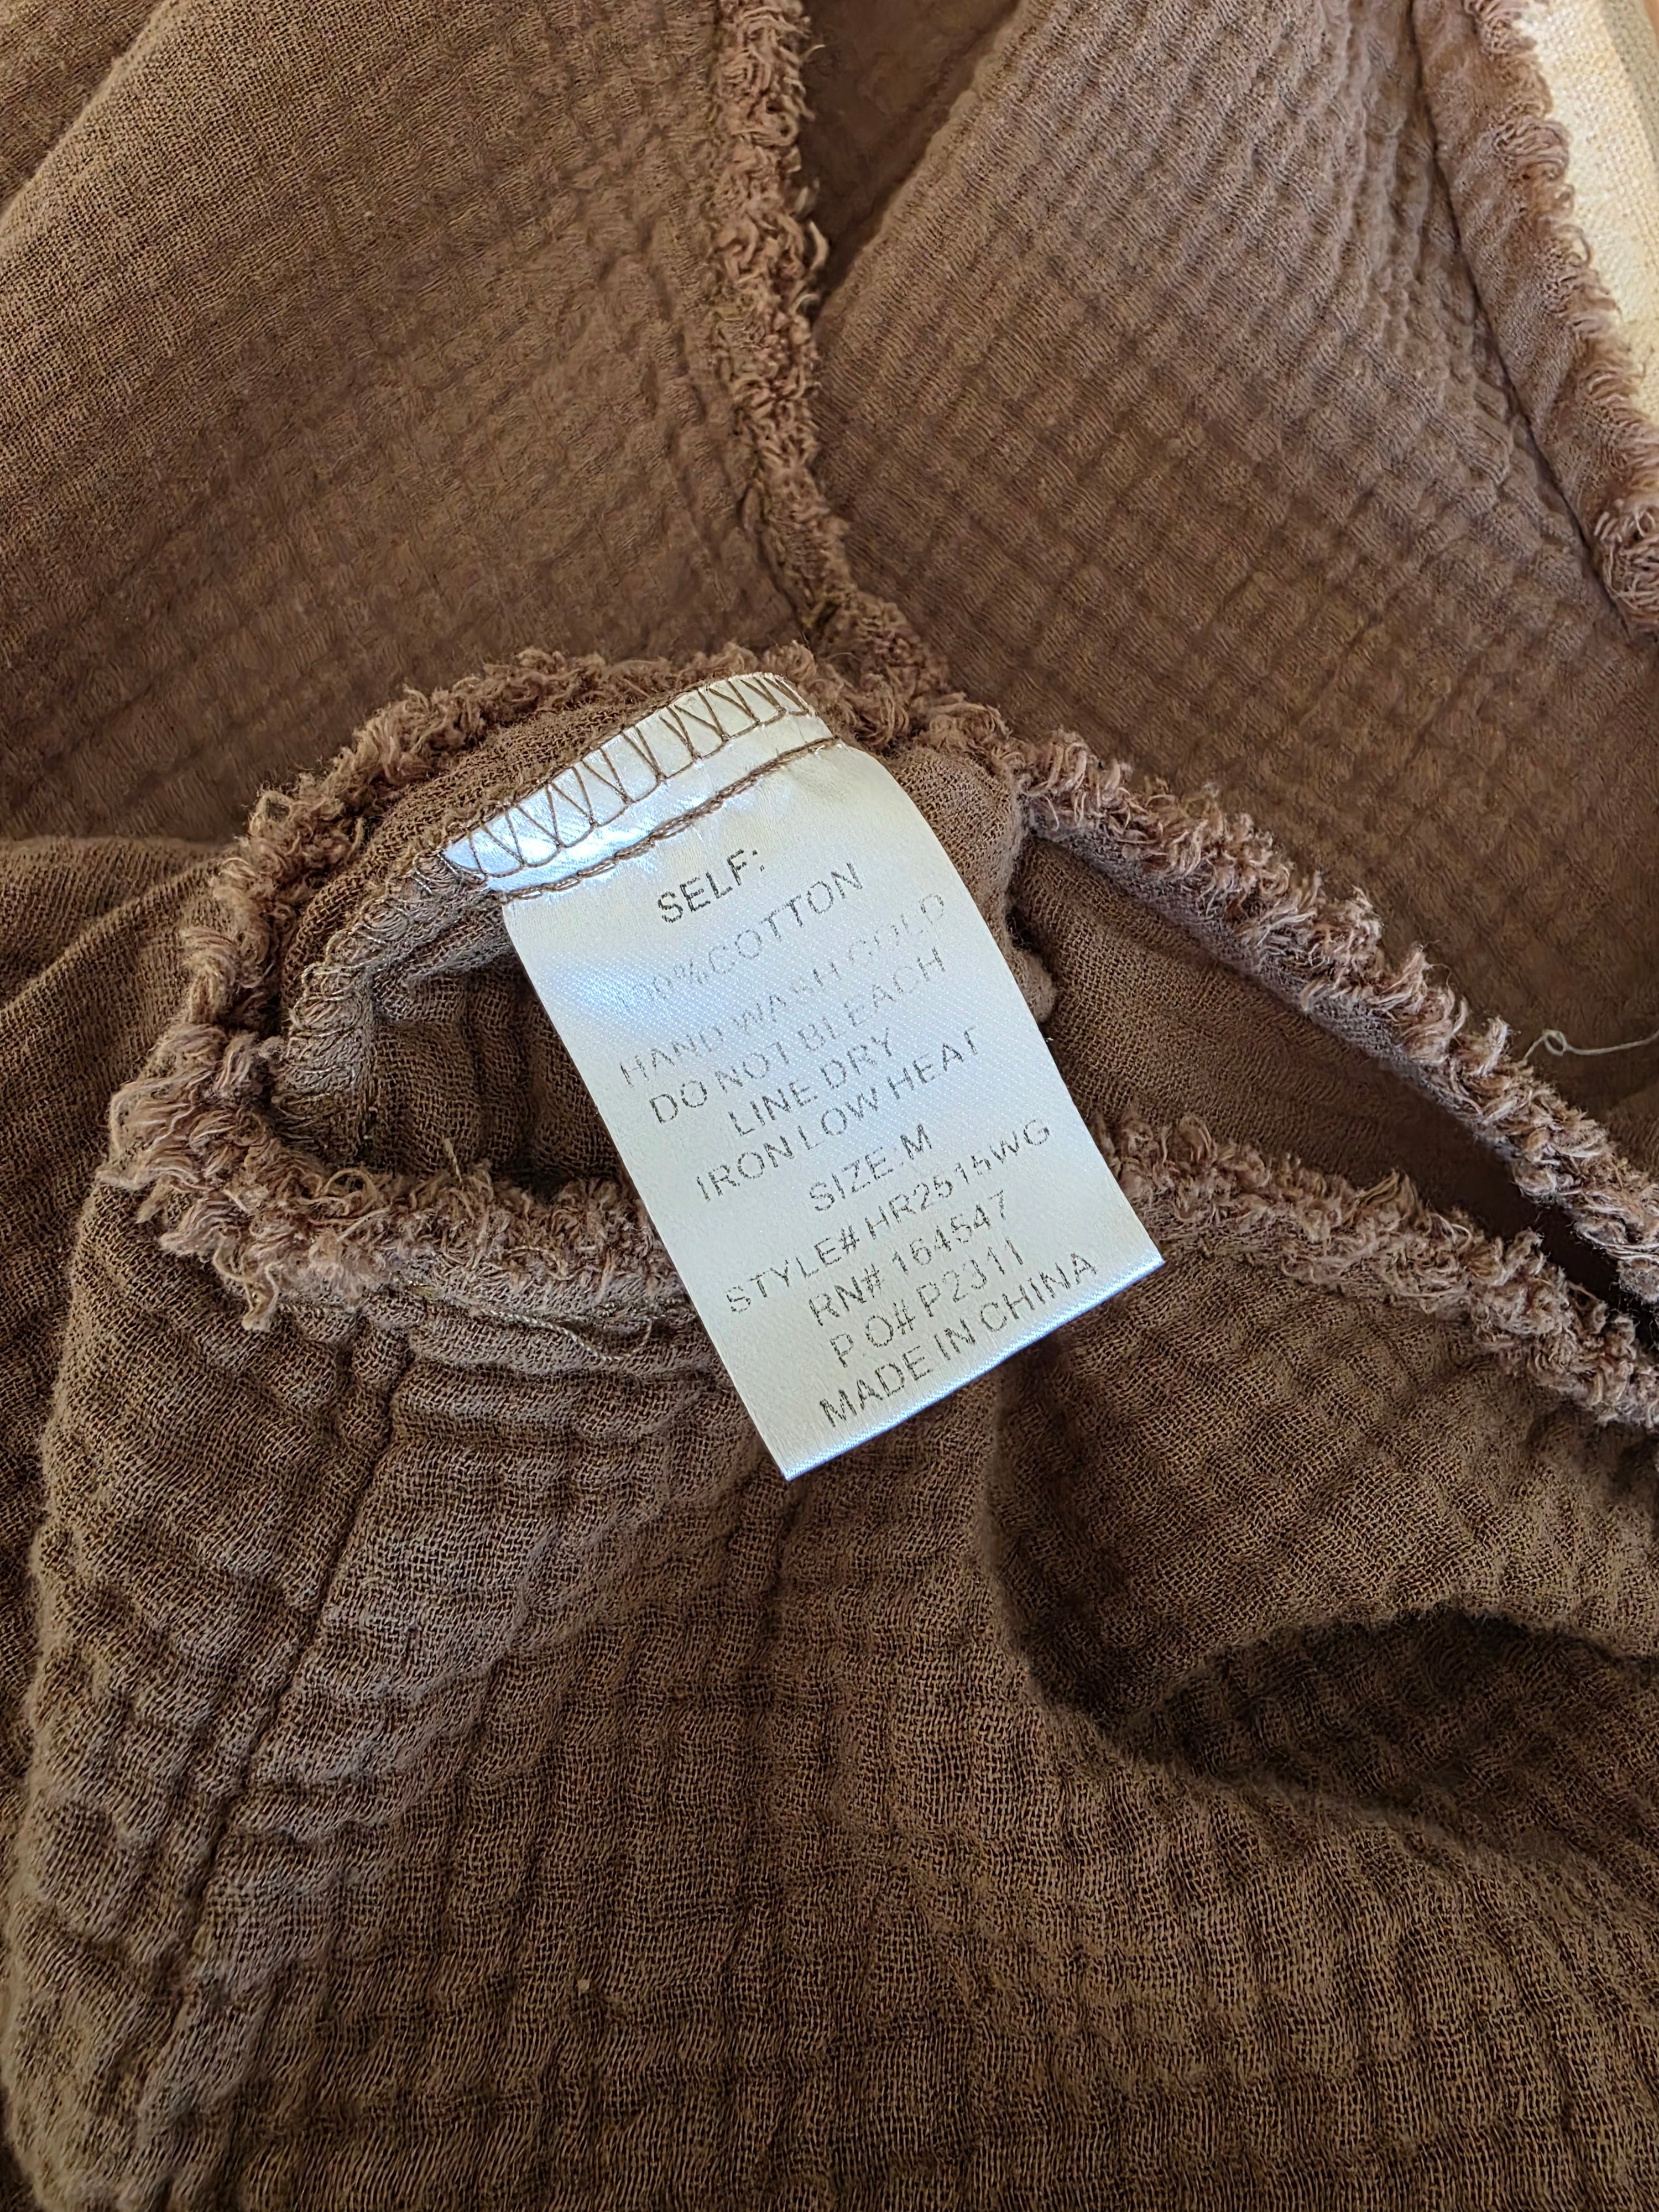 SELF:
100%COTTON
HAND WASH COLD
DO NOT BLEACH
LINE DRY
IRON LOW HEAT
SIZE:M
STYLE# HR2515WG
RN# 164547
P.O# P2311
MADE IN CHINA